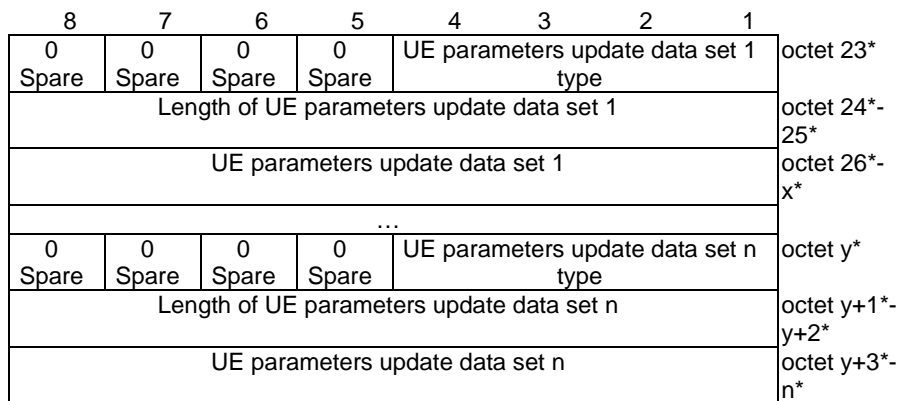 8 7 6 5 4 3 2 1
0 0 0 0 UE parameters update data set 1 octet 23*
Spare Spare Spare Spare type
Length of UE parameters update data set 1 octet 24*-
25*
UE parameters update data set 1 octet 26*-
x*
…
0 0 0 0 UE parameters update data set n octet y*
Spare Spare Spare Spare type
Length of UE parameters update data set n octet y+1*-
y+2*
UE parameters update data set n octet y+3*-
n*